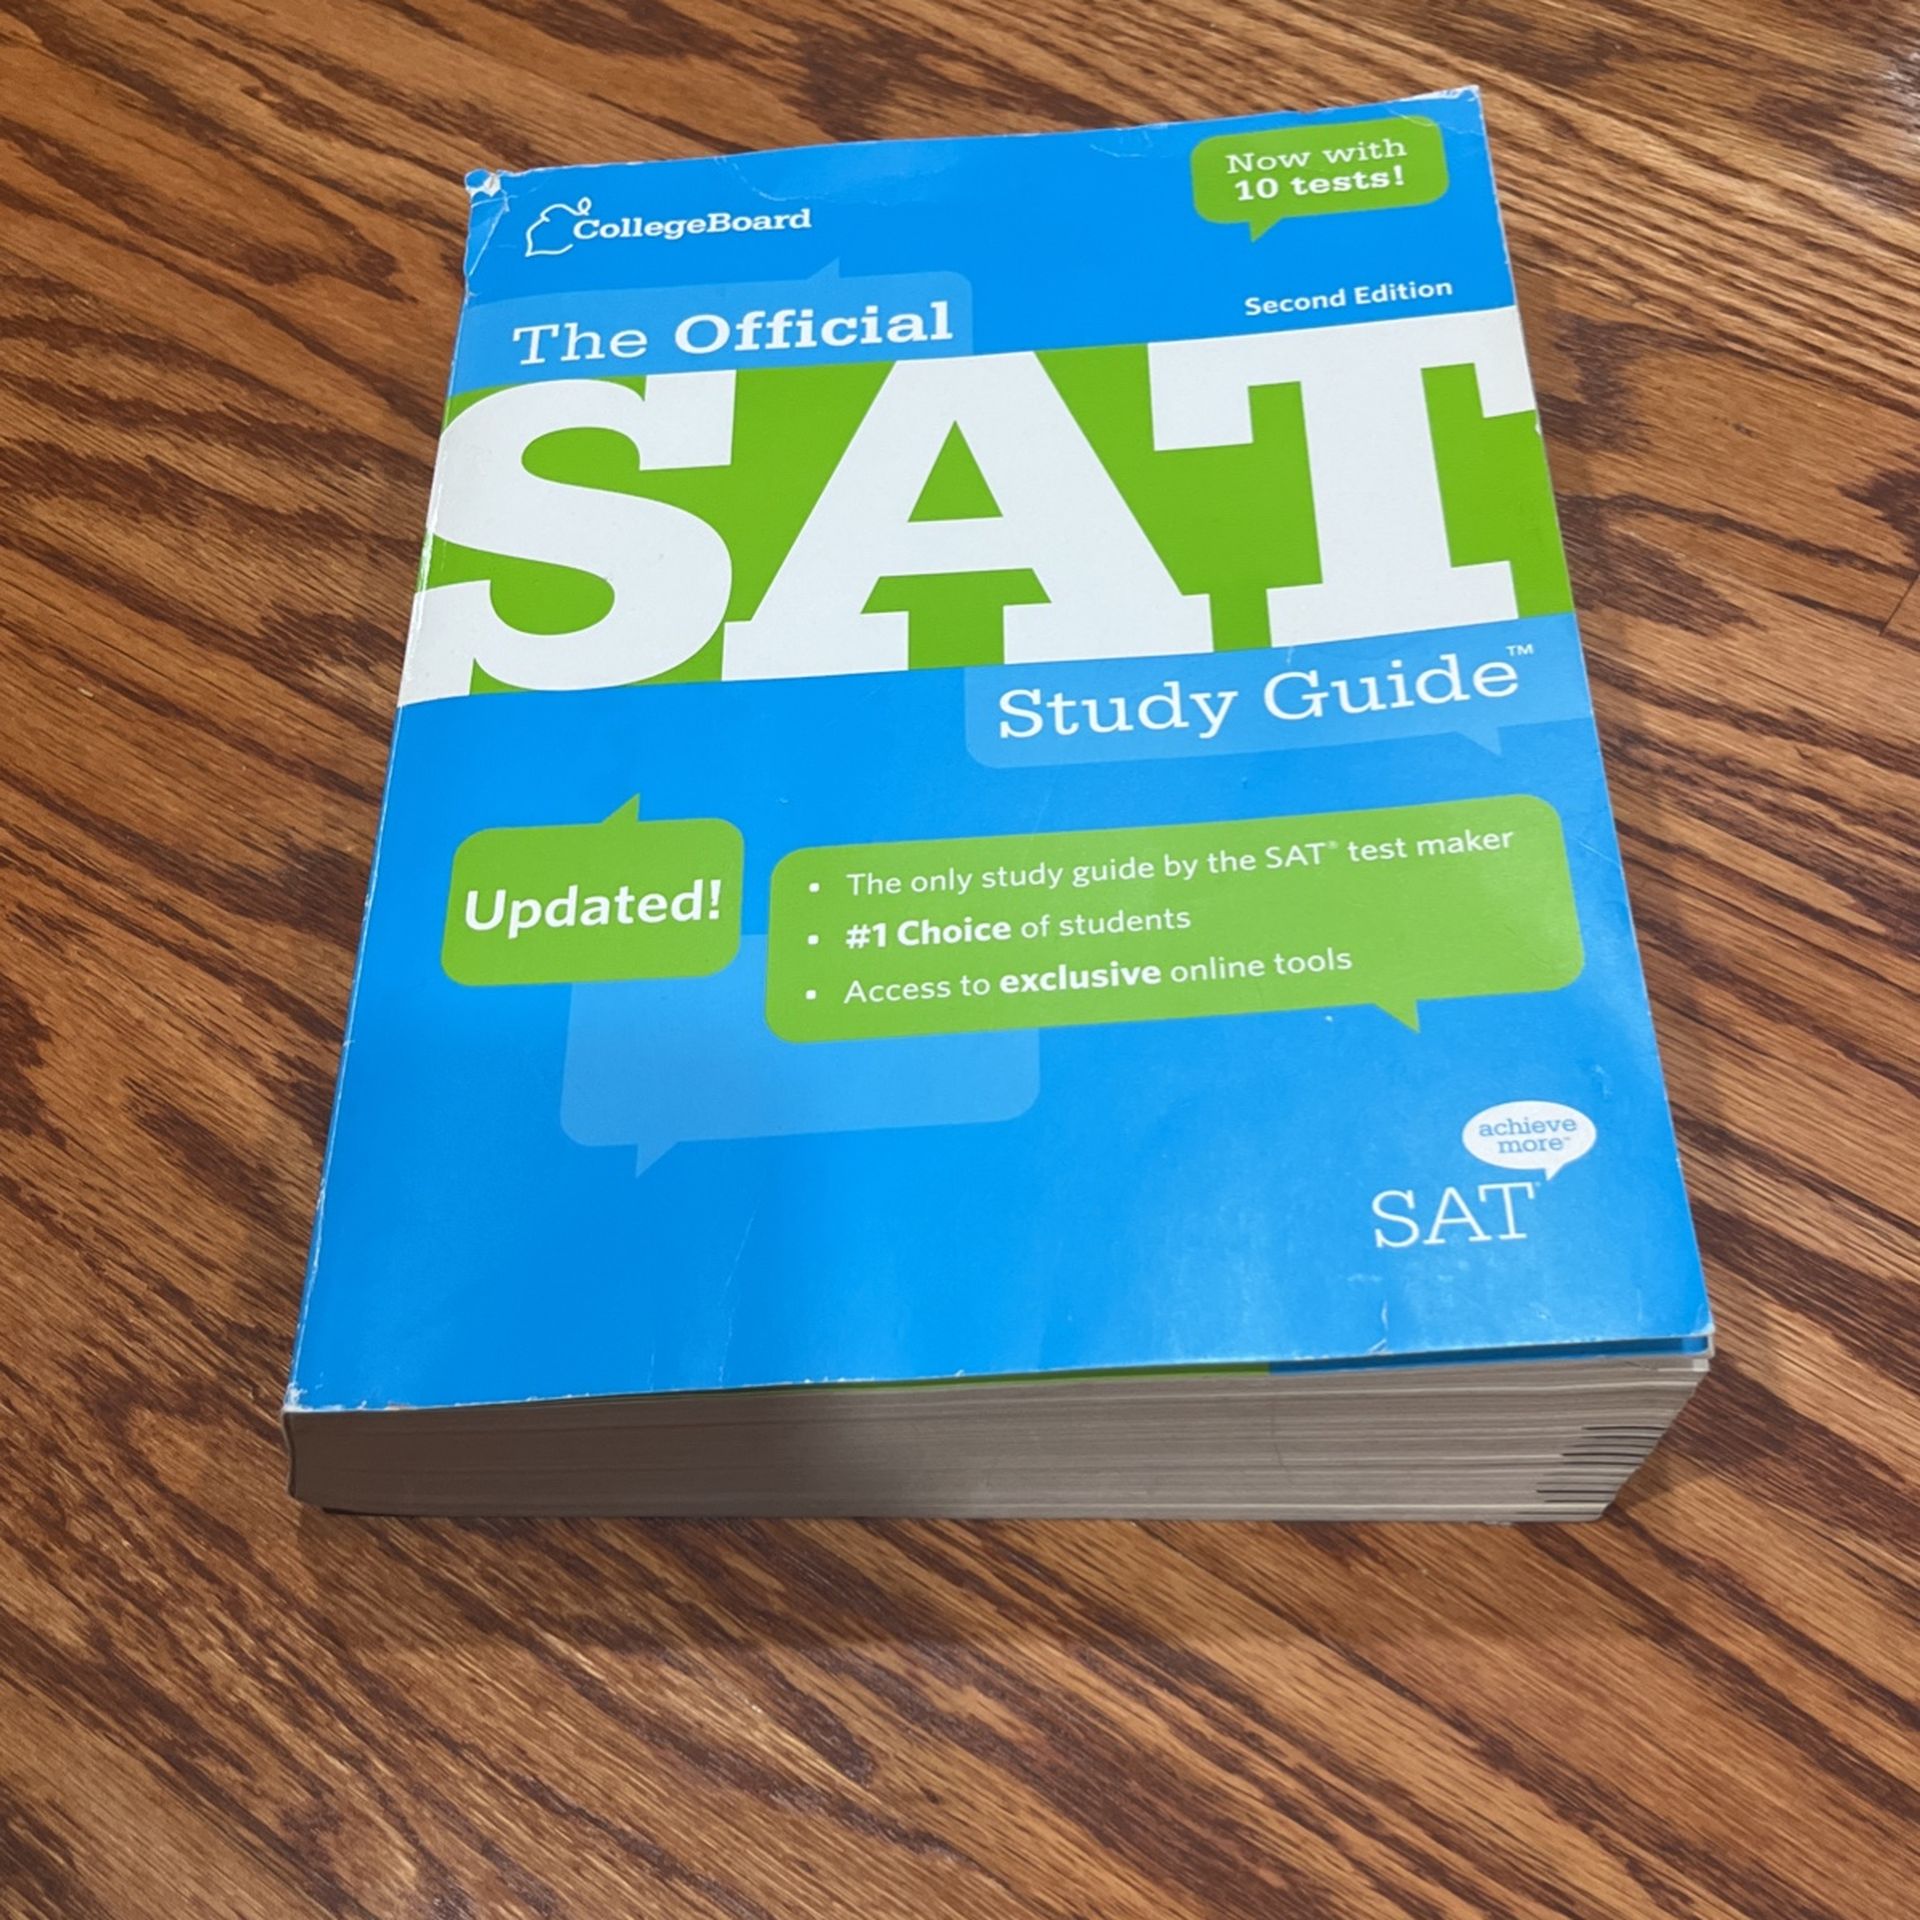 CollegeBoard
Now with
10 tests!
Second Edition
The Official
SAT
Study Guide™
Updated!
• The only study guide by the SAT® test maker
• #1 Choice of students
• Access to exclusive online tools
achieve
more™
SAT®